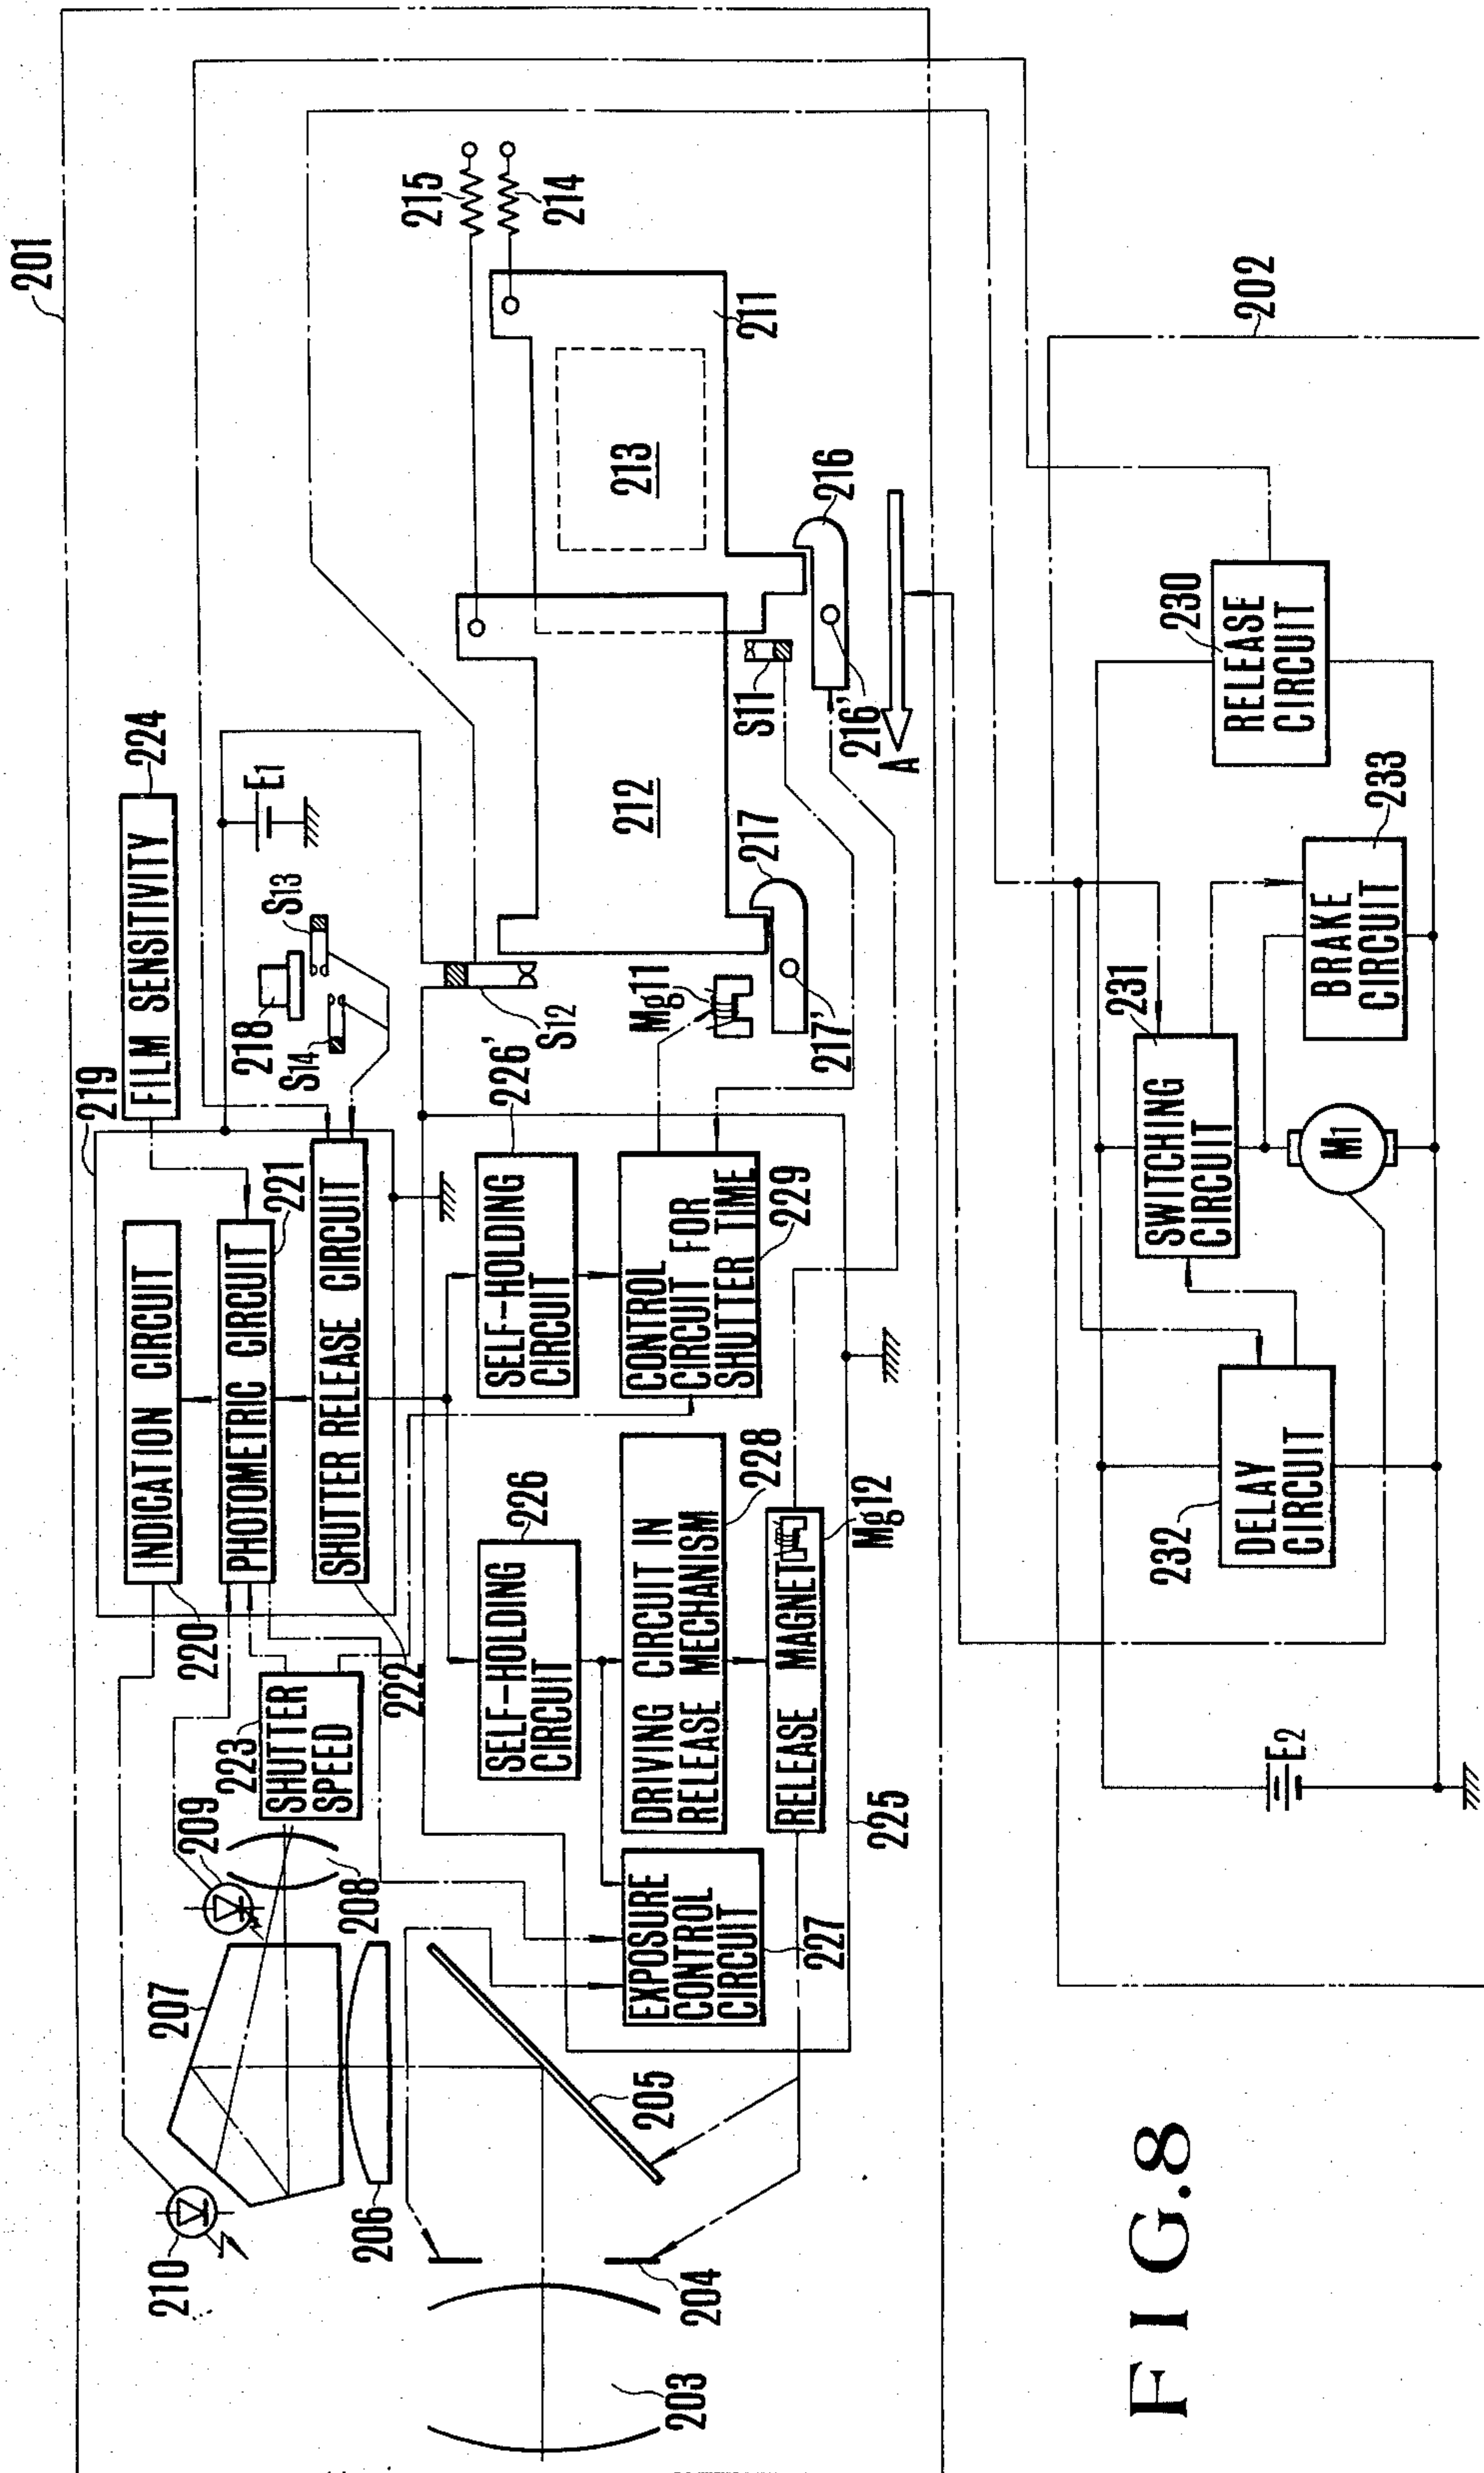 201
224
FILM SENSITIVITY
E1
219
218
S13
S14
215
214
INDICATION CIRCUIT
220
PHOTOMETRIC CIRCUIT
221
SHUTTER RELEASE CIRCUIT
222
223
SHUTTER
SPEED
209
208
207
210
206
205
204
203
S12
211
213
212
216
216'
S11
A
217
217'
Mg11
226'
SELF-HOLDING
CIRCUIT
226
SELF-HOLDING
CIRCUIT
CONTROL
CIRCUIT FOR
SHUTTER TIME
229
DRIVING CIRCUIT IN
RELEASE MECHANISM
228
RELEASE MAGNET
Mg12
EXPOSURE
CONTROL
CIRCUIT
227
225
202
230
RELEASE
CIRCUIT
231
SWITCHING
CIRCUIT
233
BRAKE
CIRCUIT
M1
232
DELAY
CIRCUIT
E2
FIG.8